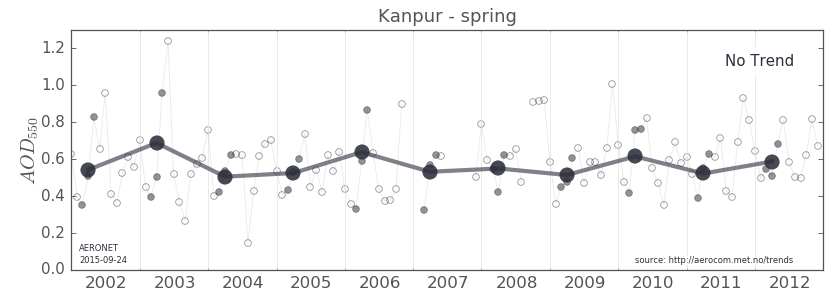 Kanpur - spring
No Trend
AOD550
1.2
1.0
0.8
0.6
0.4
0.2
0.0
AERONET
2015-09-24
source: http://aerocom.met.no/trends
2002 2003 2004 2005 2006 2007 2008 2009 2010 2011 2012